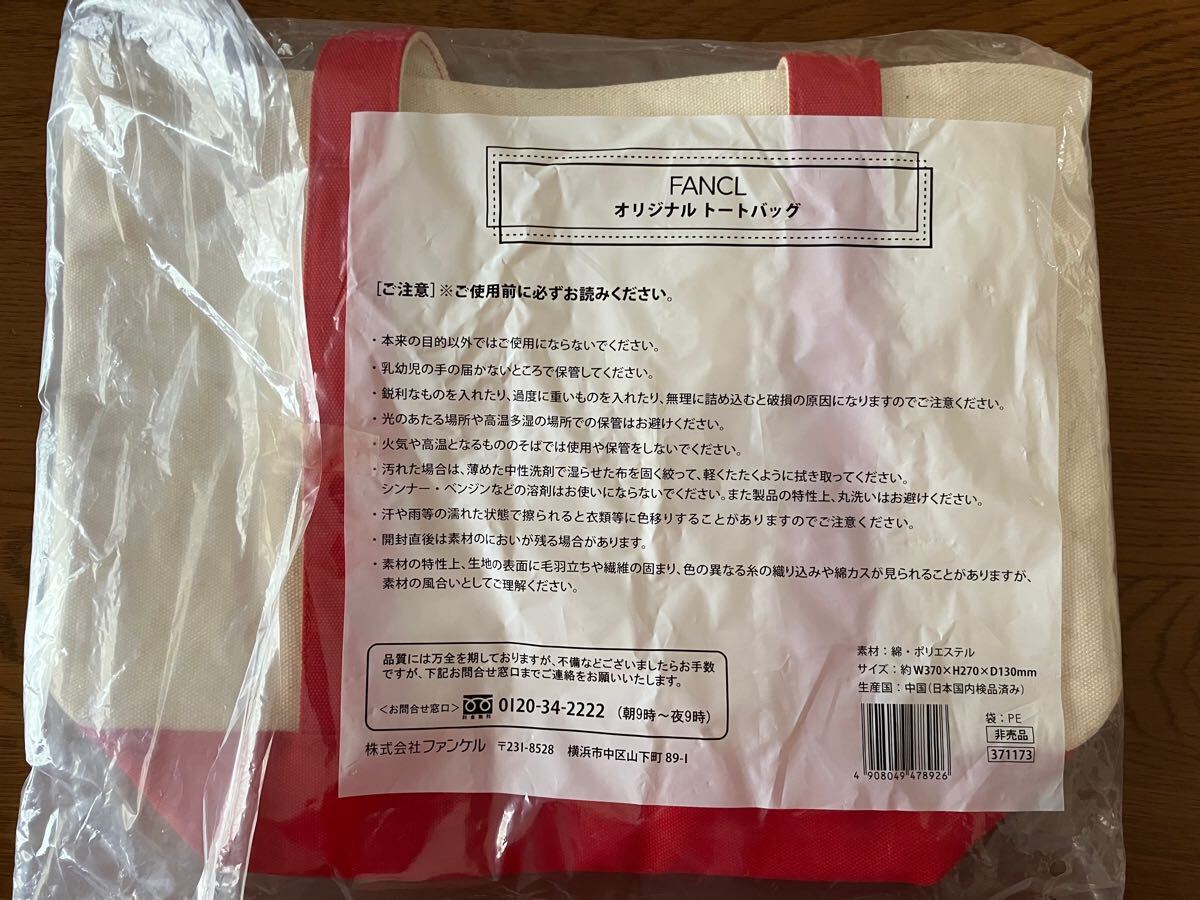 FANCL
オリジナル トートバッグ
[ご注意]※ご使用前に必ずお読みください。
・本来の目的以外ではご使用にならないでください。
・乳幼児の手の届かないところで保管してください。
・鋭利なものを入れたり、過度に重いものを入れたり、無理に詰め込むと破損の原因になりますのでご注意ください。
・光のあたる場所や高温多湿の場所での保管はお避けください。
・火気や高温となるもののそばでは使用や保管をしないでください。
・汚れた場合は、薄めた中性洗剤で湿らせた布を固く絞って、軽くたたくように拭き取ってください。
シンナー・ベンジンなどの溶剤はお使いにならないでください。また製品の特性上、丸洗いはお避けください。
・汗や雨等の濡れた状態で擦られると衣類等に色移りすることがありますのでご注意ください。
・開封直後は素材のにおいが残る場合があります。
・素材の特性上、生地の表面に毛羽立ちや繊維の固まり、色の異なる糸の織り込みや綿カスが見られることがありますが、
素材の風合いとしてご理解ください。
品質には万全を期しておりますが、不備などございましたらお手数
ですが、下記お問合せ窓口までご連絡をお願いいたします。
<お問合せ窓口> 料金無料 0120-34-2222 (朝9時〜夜9時)
株式会社ファンケル 〒231-8528 横浜市中区山下町 89-1
素材：綿・ポリエステル
サイズ：約W370×H270×D130mm
生産国：中国(日本国内検品済み)
袋：PE
非売品
371173
4 908049 478926